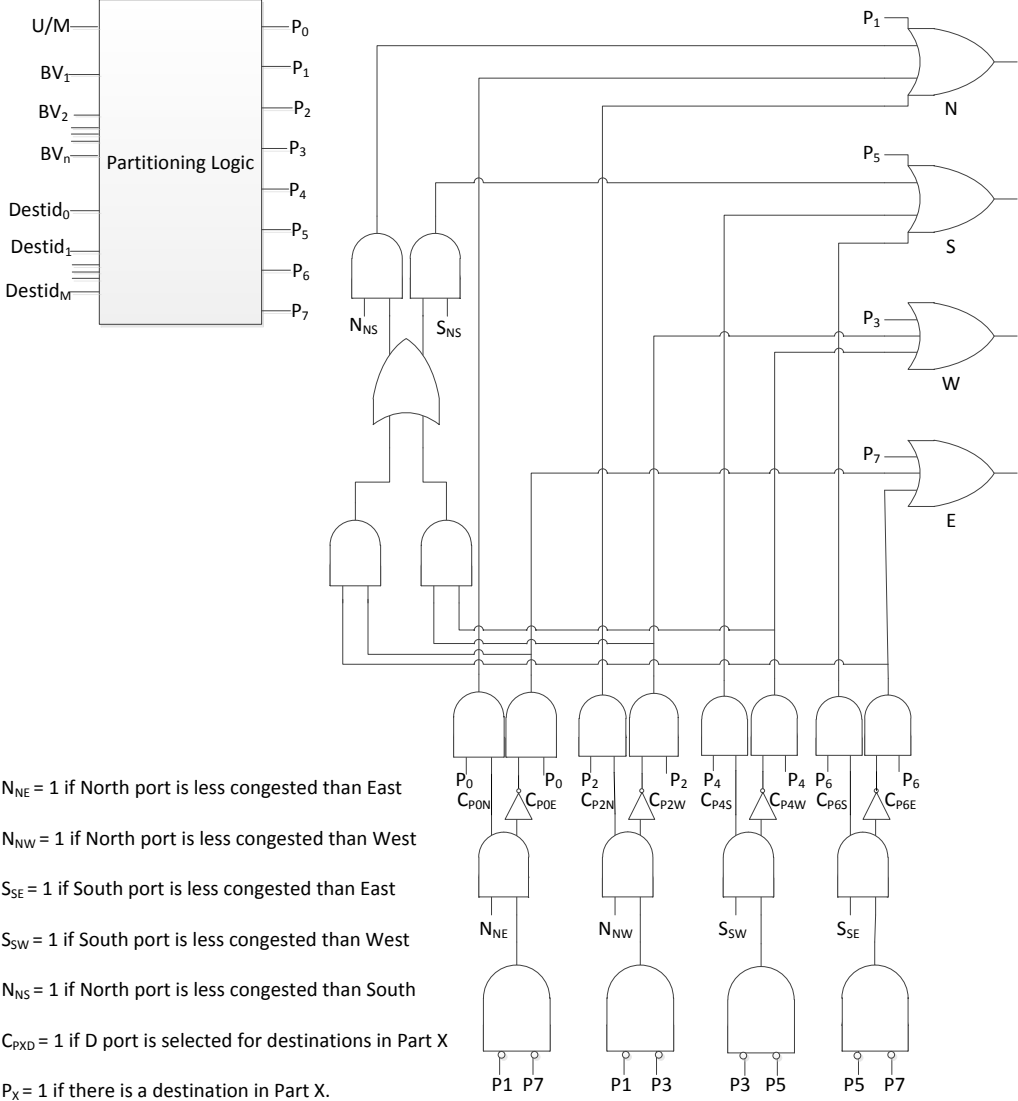 U/M
BV1
BV2
BVn
Destid0
Destid1
DestidM
Partitioning Logic
P0
P1
P2
P3
P4
P5
P6
P7
P1
N
P5
S
P3
W
P7
E
NNS
SNS
P0 P0 P2 P2 P4 P4 P6 P6
CP0N CP0E CP2N CP2W CP4S CP4W CP6S CP6E
NNE NNW SSW SSE
P1 P7 P1 P3 P3 P5 P5 P7
NNE = 1 if North port is less congested than East
NNW = 1 if North port is less congested than West
SSE = 1 if South port is less congested than East
SSW = 1 if South port is less congested than West
NNS = 1 if North port is less congested than South
CPXD = 1 if D port is selected for destinations in Part X
PX = 1 if there is a destination in Part X.